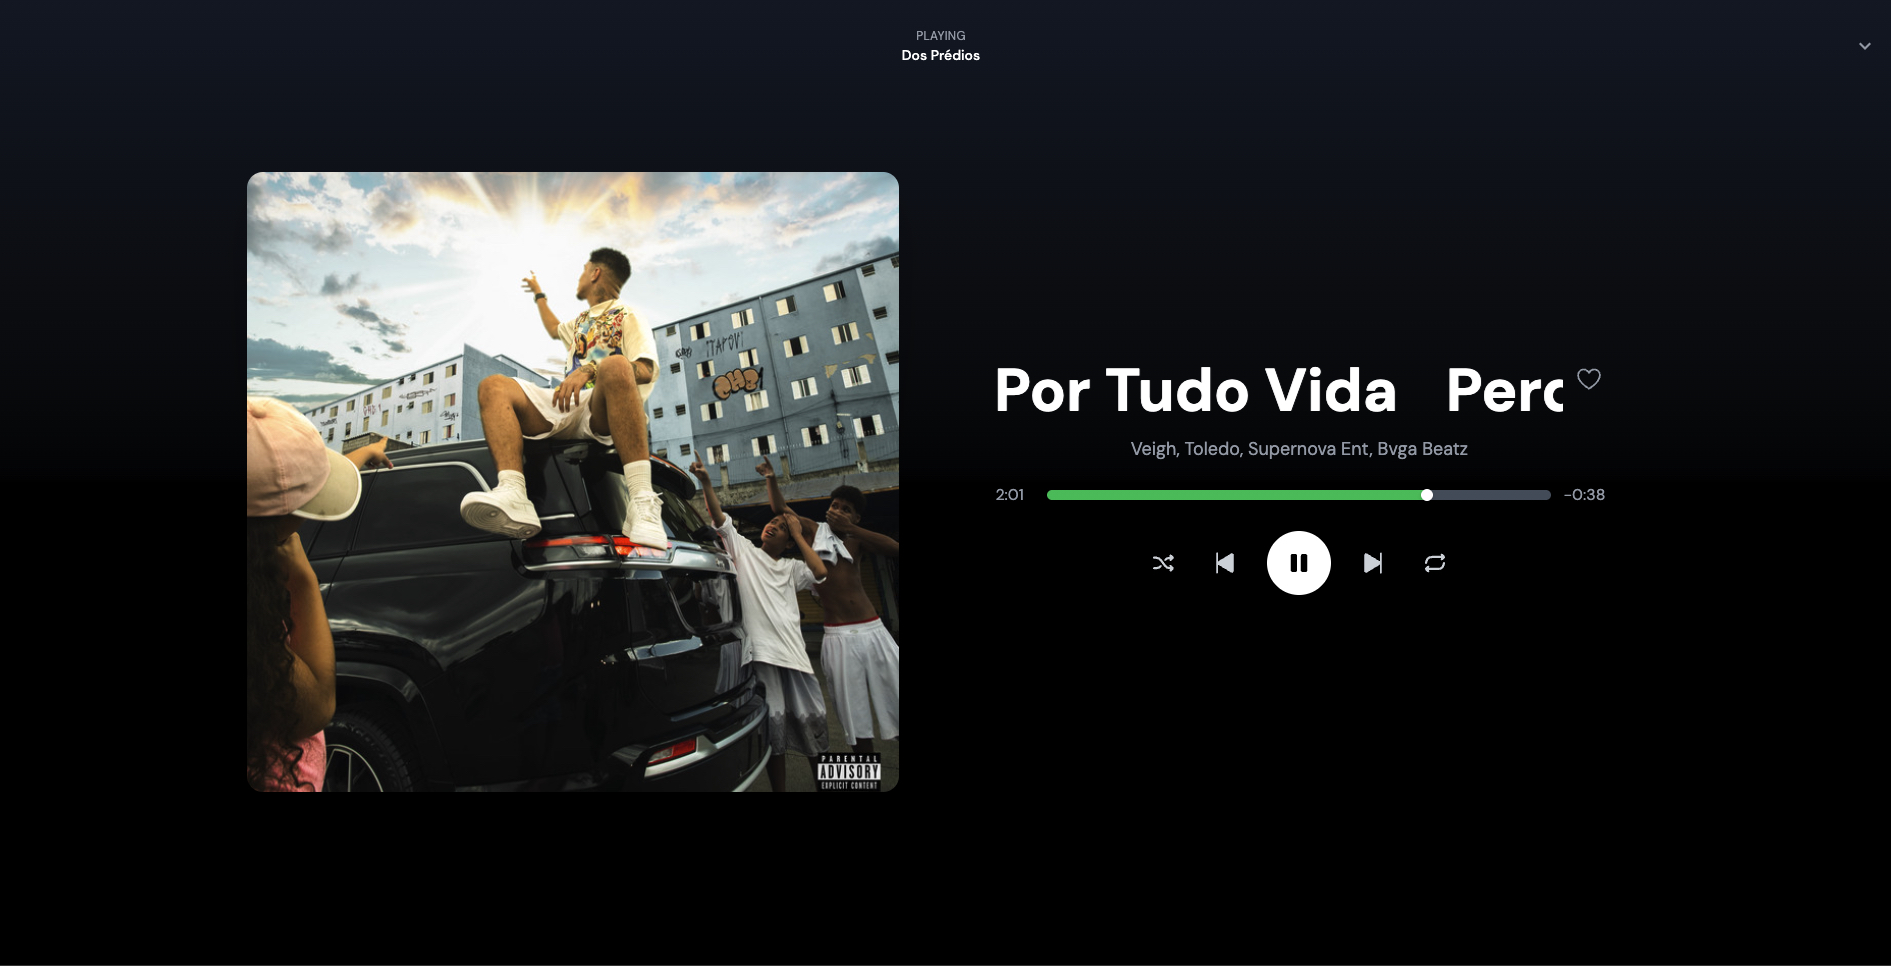 PLAYING
Dos Prédios
ITAPEVI
Por Tudo Vida
Veigh, Toledo, Supernova Ent, Bvga Beatz
2:01
-0:38
PARENTAL
ADVISORY
EXPLICIT CONTENT